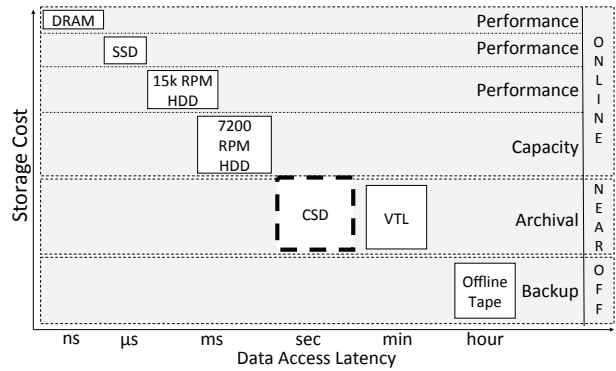 DRAM
Performance
SSD
Performance
15k RPM
HDD
Performance
7200
RPM
HDD
Capacity
ONLINE
CSD
VTL
Archival
NEAR
Offline
Tape
Backup
OFF
Storage Cost
ns
μs
ms
sec
min
hour
Data Access Latency